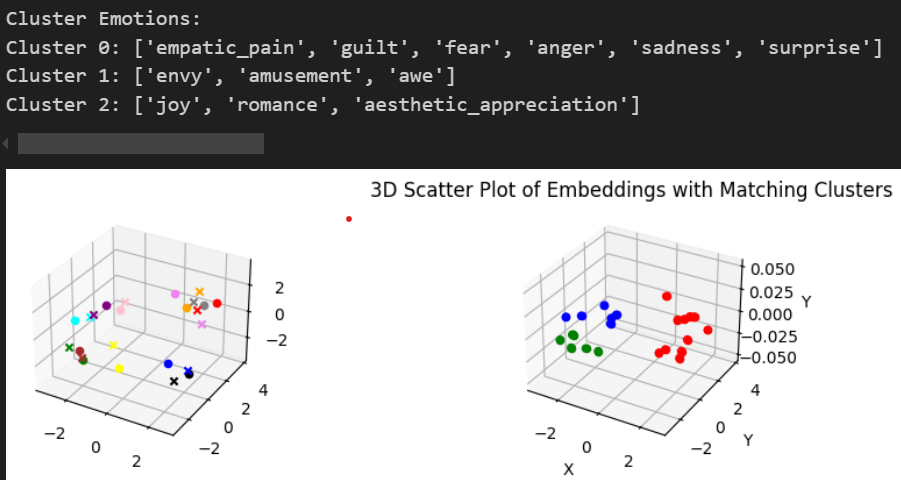 Cluster Emotions:
Cluster 0: ['empatic_pain', 'guilt', 'fear', 'anger', 'sadness', 'surprise']
Cluster 1: ['envy', 'amusement', 'awe']
Cluster 2: ['joy', 'romance', 'aesthetic_appreciation']
3D Scatter Plot of Embeddings with Matching Clusters
2
0
−2
4
2
0
−2
−2
0
2
0.050
0.025
0.000
−0.025
−0.050
Y
4
2
0
−2
Y
−2
0
2
X